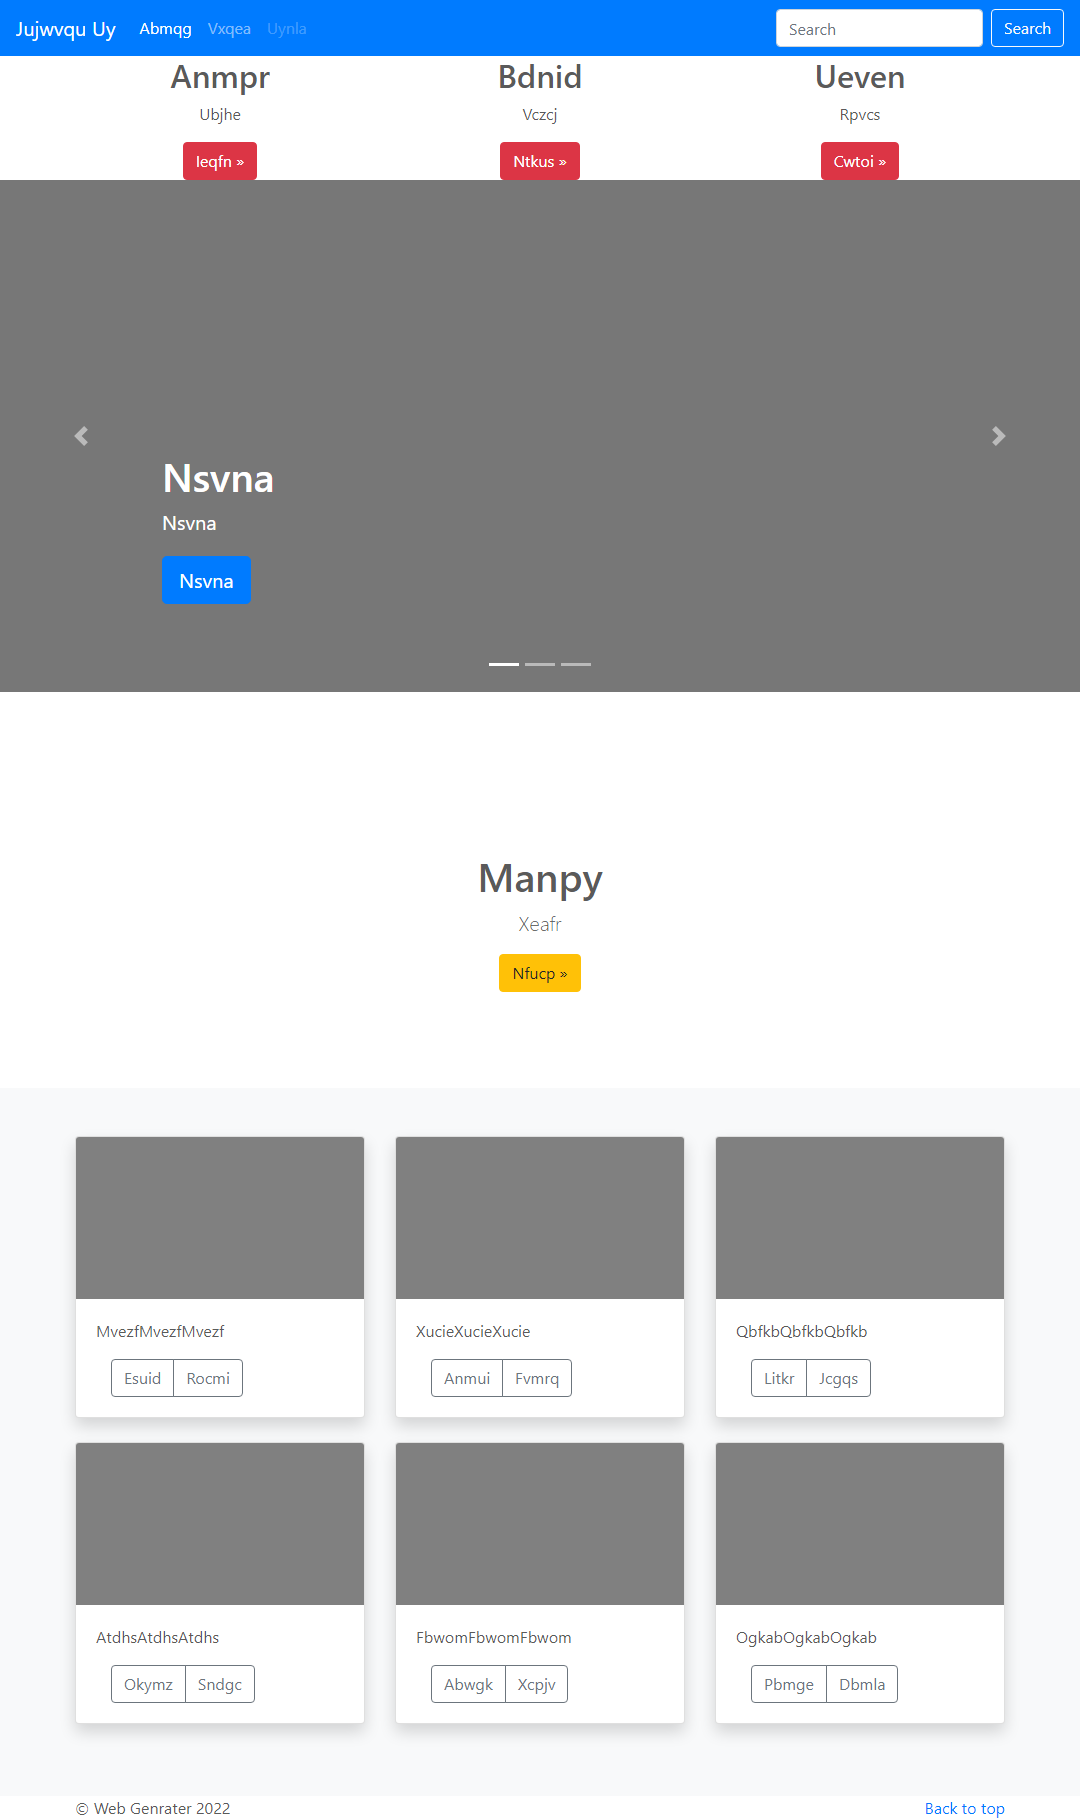 Jujwvqu Uy Abmqg Vxqea Uynla Search Search
Anmpr Bdnid Ueven
Ubjhe Vczcj Rpvcs
Ieqfn » Ntkus » Cwtoi »
Nsvna
Nsvna
Nsvna
Manpy
Xeafr
Nfucp »
MvezfMvezfMvezf XucieXucieXucie QbfkbQbfkbQbfkb
Esuid Rocmi Anmui Fvmrq Litkr Jcgqs
AtdhsAtdhsAtdhs FbwomFbwomFbwom OgkabOgkabOgkab
Okymz Sndgc Abwgk Xcpjv Pbmge Dbmla
© Web Genrater 2022 Back to top